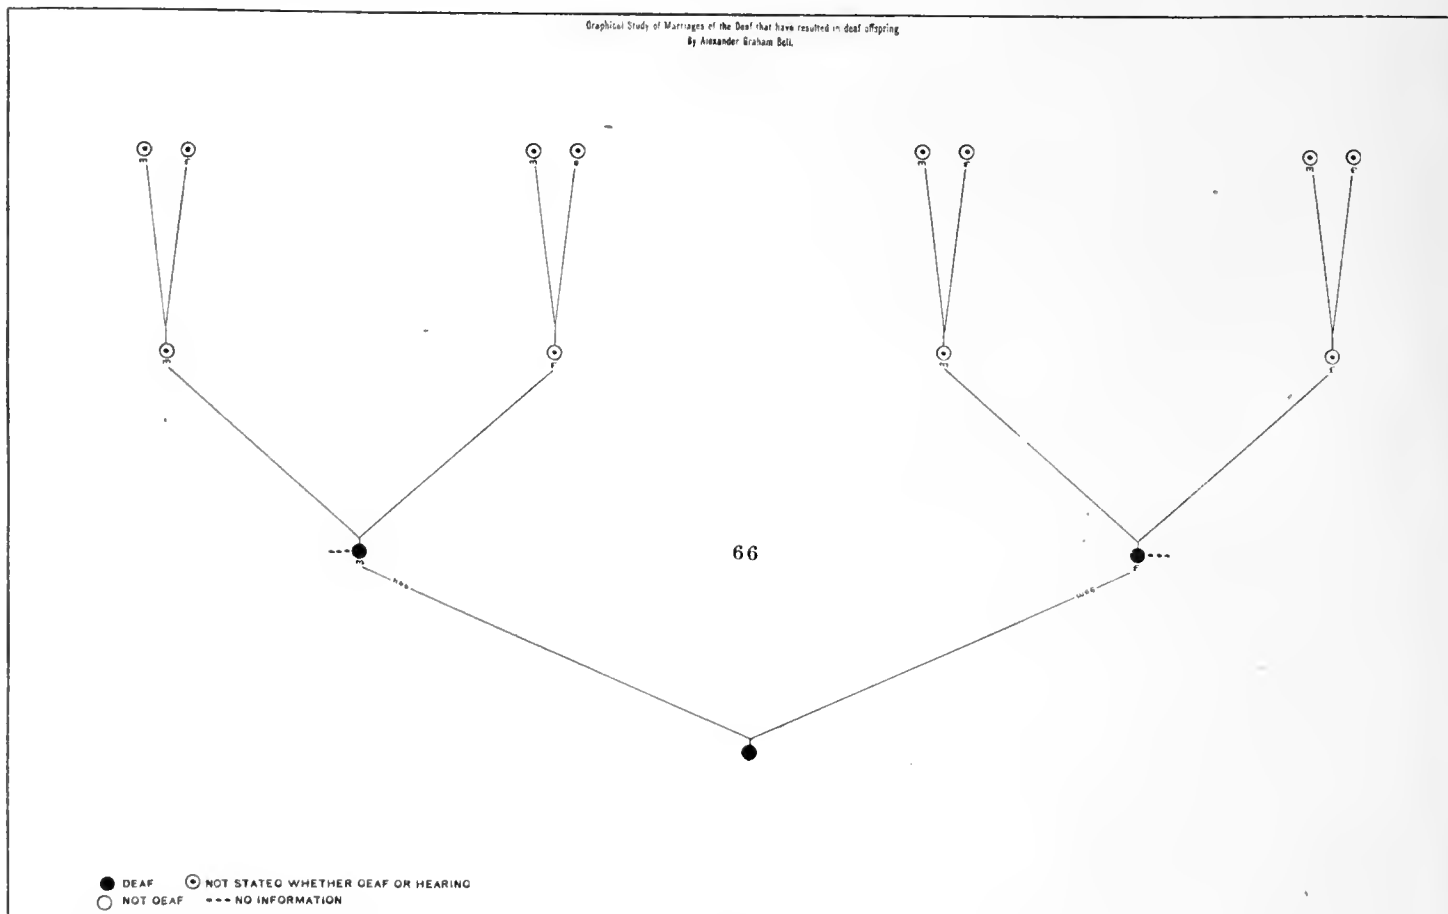 Graphical Study of Marriages of the Deaf that have resulted in deaf offspring
By Alexander Graham Bell.
m f m m f m f
m f m f
66
m f
DEAF NOT STATED WHETHER DEAF OR HEARING
NOT DEAF NO INFORMATION